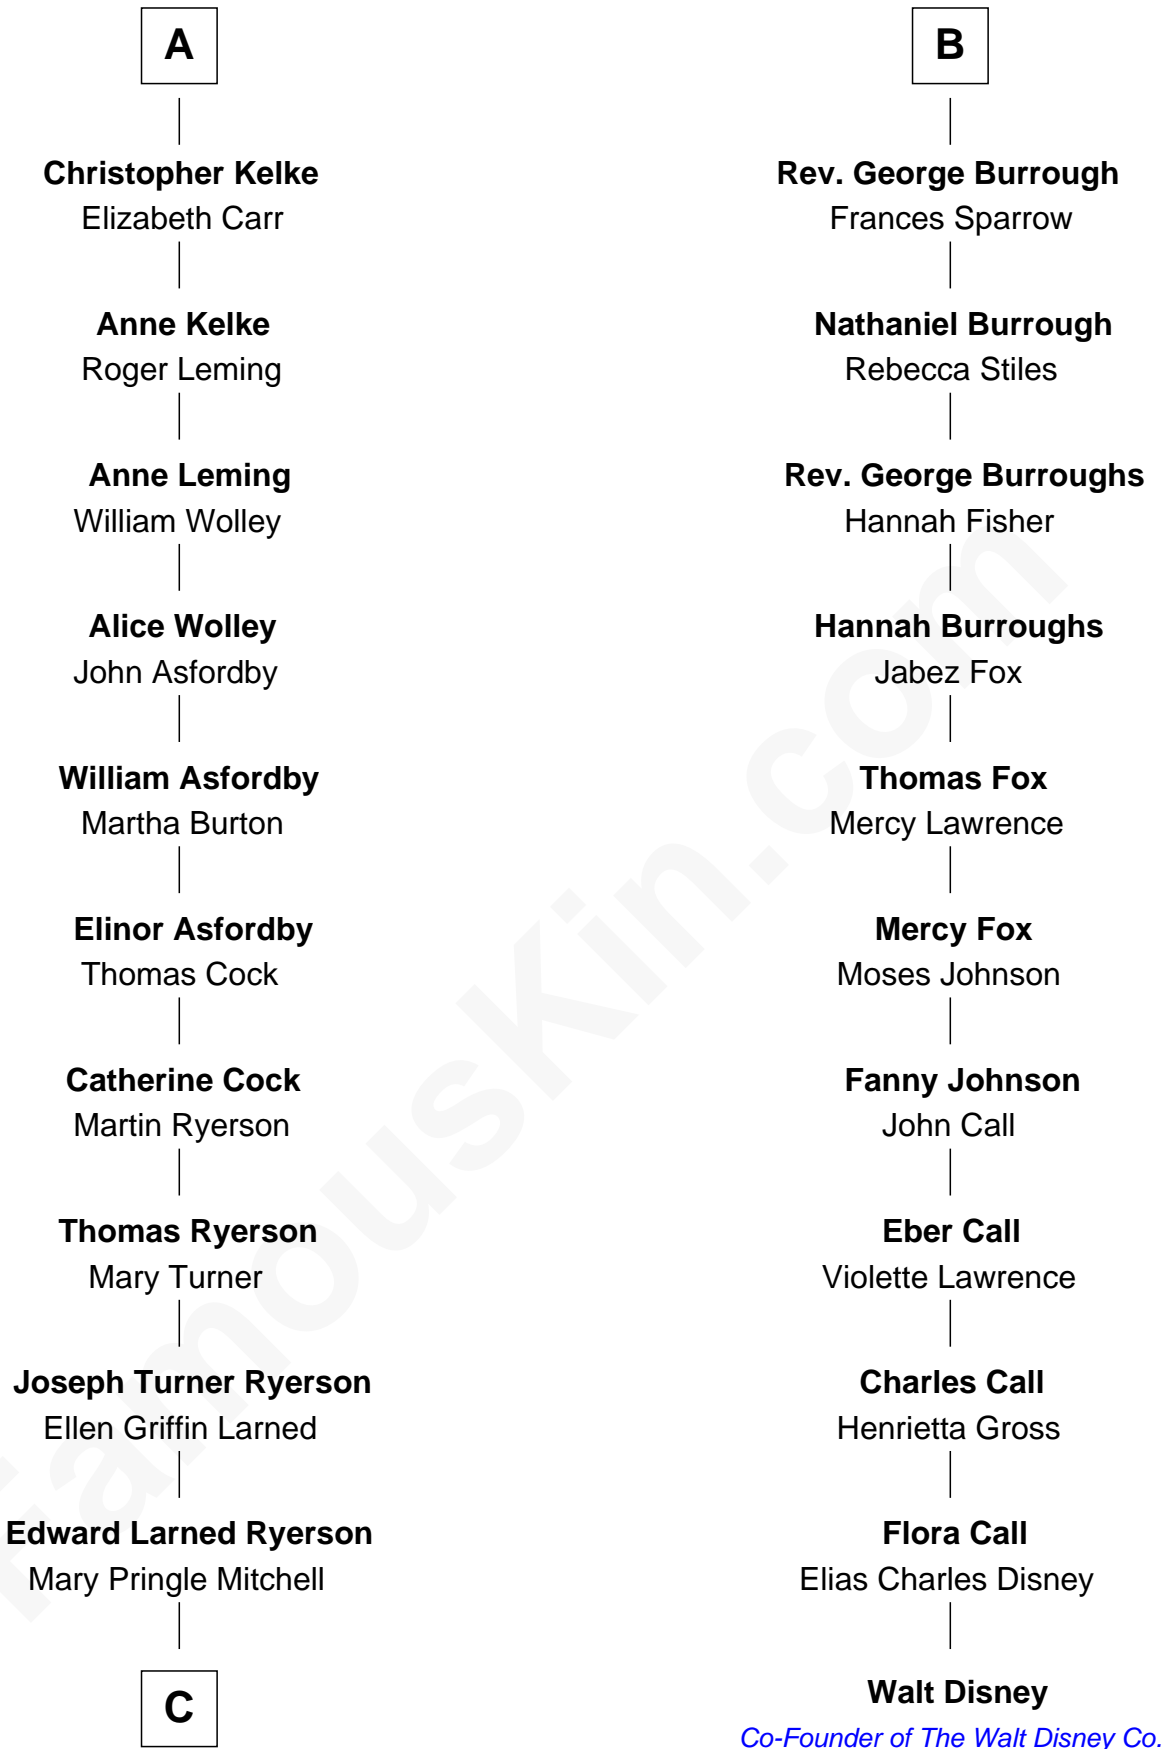 A
Christopher Kelke
Elizabeth Carr
Anne Kelke
Roger Leming
Anne Leming
William Wolley
Alice Wolley
John Asfordby
William Asfordby
Martha Burton
Elinor Asfordby
Thomas Cock
Catherine Cock
Martin Ryerson
Thomas Ryerson
Mary Turner
Joseph Turner Ryerson
Ellen Griffin Larned
Edward Larned Ryerson
Mary Pringle Mitchell
C
B
Rev. George Burrough
Frances Sparrow
Nathaniel Burrough
Rebecca Stiles
Rev. George Burroughs
Hannah Fisher
Hannah Burroughs
Jabez Fox
Thomas Fox
Mercy Lawrence
Mercy Fox
Moses Johnson
Fanny Johnson
John Call
Eber Call
Violette Lawrence
Charles Call
Henrietta Gross
Flora Call
Elias Charles Disney
Walt Disney
Co-Founder of The Walt Disney Co.
FamousKin.com